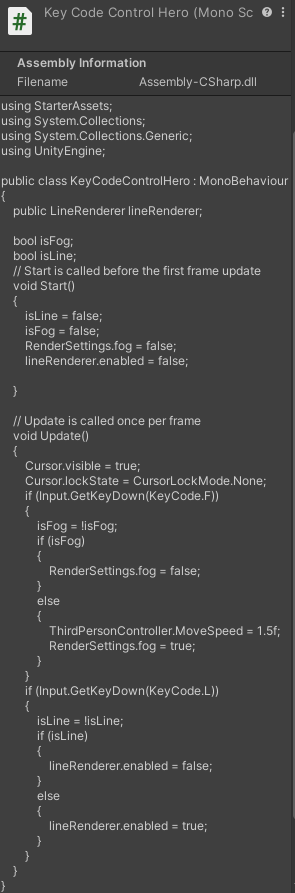 Key Code Control Hero (Mono Sc
Assembly Information
Filename Assembly-CSharp.dll
using StarterAssets;
using System.Collections;
using System.Collections.Generic;
using UnityEngine;

public class KeyCodeControlHero : MonoBehaviour
{
    public LineRenderer lineRenderer;

    bool isFog;
    bool isLine;
    // Start is called before the first frame update
    void Start()
    {
        isLine = false;
        isFog = false;
        RenderSettings.fog = false;
        lineRenderer.enabled = false;

    }

    // Update is called once per frame
    void Update()
    {
        Cursor.visible = true;
        Cursor.lockState = CursorLockMode.None;
        if (Input.GetKeyDown(KeyCode.F))
        {
            isFog = !isFog;
            if (isFog)
            {
                RenderSettings.fog = false;
            }
            else
            {
                ThirdPersonController.MoveSpeed = 1.5f;
                RenderSettings.fog = true;
            }
        }
        if (Input.GetKeyDown(KeyCode.L))
        {
            isLine = !isLine;
            if (isLine)
            {
                lineRenderer.enabled = false;
            }
            else
            {
                lineRenderer.enabled = true;
            }
        }
    }
}